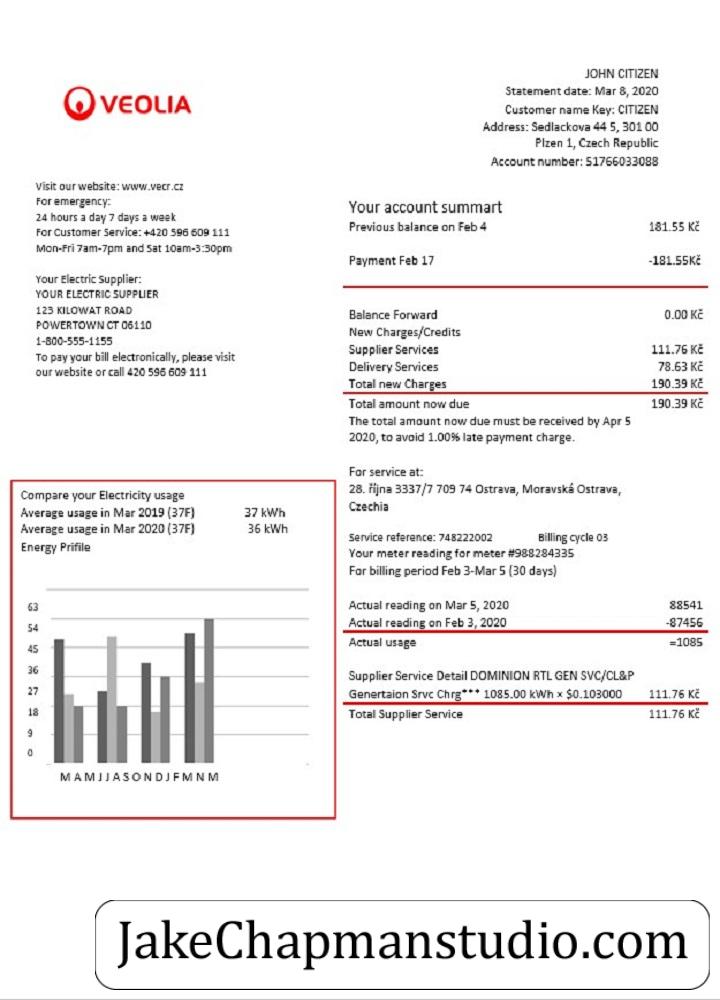 VEOLIA
JOHN CITIZEN
Statement date: Mar 8, 2020
Customer name Key: CITIZEN
Address: Sedlackova 44 5, 301 00
Plzen 1, Czech Republic
Account number: 51766033088
Visit our website: www.vecr.cz
For emergency:
24 hours a day 7 days a week
For Customer Service: +420 596 609 111
Mon-Fri 7am-7pm and Sat 10am-3:30pm
Your Electric Supplier:
YOUR ELECTRIC SUPPLIER
123 KILOWAT ROAD
POWERTOWN CT 06110
1-800-555-1155
To pay your bill electronically, please visit
our website or call 420 596 609 111
Your account summart
Previous balance on Feb 4 181.55 Kč
Payment Feb 17 -181.55Kč
Balance Forward 0.00 Kč
New Charges/Credits
Supplier Services 111.76 Kč
Delivery Services 78.63 Kč
Total new Charges 190.39 Kč
Total amount now due 190.39 Kč
The total amount now due must be received by Apr 5
2020, to avoid 1.00% late payment charge.
For service at:
28. října 3337/7 709 74 Ostrava, Moravská Ostrava,
Czechia
Service reference: 748222002 Billing cycle 03
Your meter reading for meter #988284335
For billing period Feb 3-Mar 5 (30 days)
Actual reading on Mar 5, 2020 88541
Actual reading on Feb 3, 2020 -87456
Actual usage =1085
Supplier Service Detail DOMINION RTL GEN SVC/CL&P
Genertaion Srvc Chrg*** 1085.00 kWh × $0.103000 111.76 Kč
Total Supplier Service 111.76 Kč
Compare your Electricity usage
Average usage in Mar 2019 (37F) 37 kWh
Average usage in Mar 2020 (37F) 36 kWh
Energy Prifile
63
54
45
36
27
18
9
0
M A M J J A S O N D J F M N M
JakeChapmanstudio.com